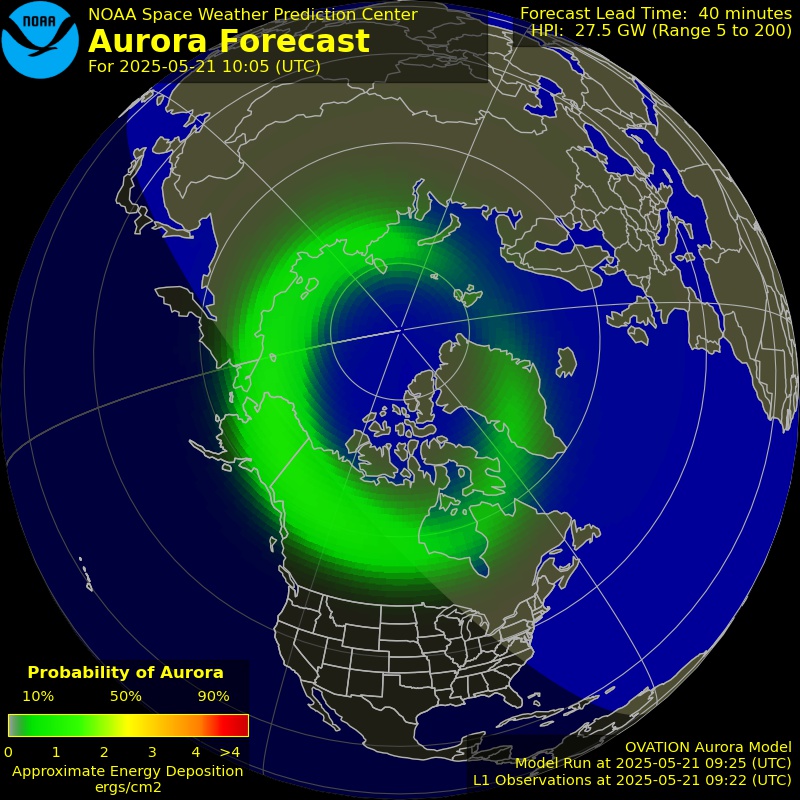 NOAA
NOAA Space Weather Prediction Center
Aurora Forecast
For 2025-05-21 10:05 (UTC)
Forecast Lead Time: 40 minutes
HPI: 27.5 GW (Range 5 to 200)
Probability of Aurora
10% 50% 90%
0 1 2 3 4 >4
Approximate Energy Deposition
ergs/cm2
OVATION Aurora Model
Model Run at 2025-05-21 09:25 (UTC)
L1 Observations at 2025-05-21 09:22 (UTC)